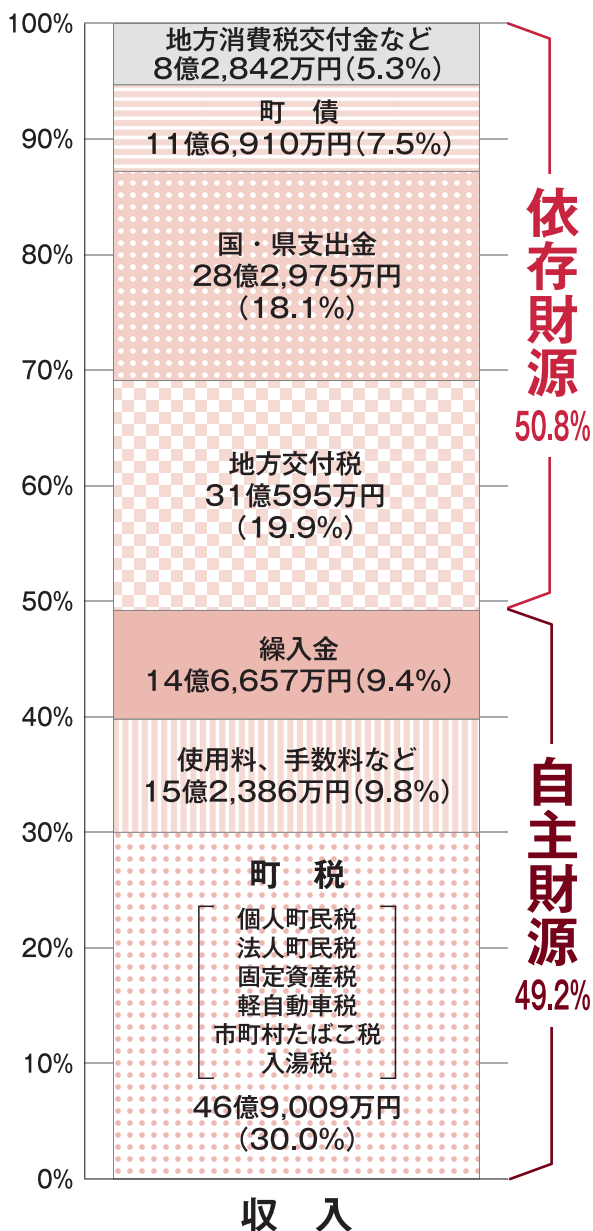 100%
90%
80%
70%
60%
50%
40%
30%
20%
10%
0%
地方消費税交付金など
8億2,842万円(5.3%)
町 債
11億6,910万円(7.5%)
国・県支出金
28億2,975万円
(18.1%)
地方交付税
31億595万円
(19.9%)
繰入金
14億6,657万円(9.4%)
使用料、手数料など
15億2,386万円(9.8%)
町 税
個人町民税
法人町民税
固定資産税
軽自動車税
市町村たばこ税
入湯税
46億9,009万円
(30.0%)
収 入
依存財源
50.8%
自主財源
49.2%